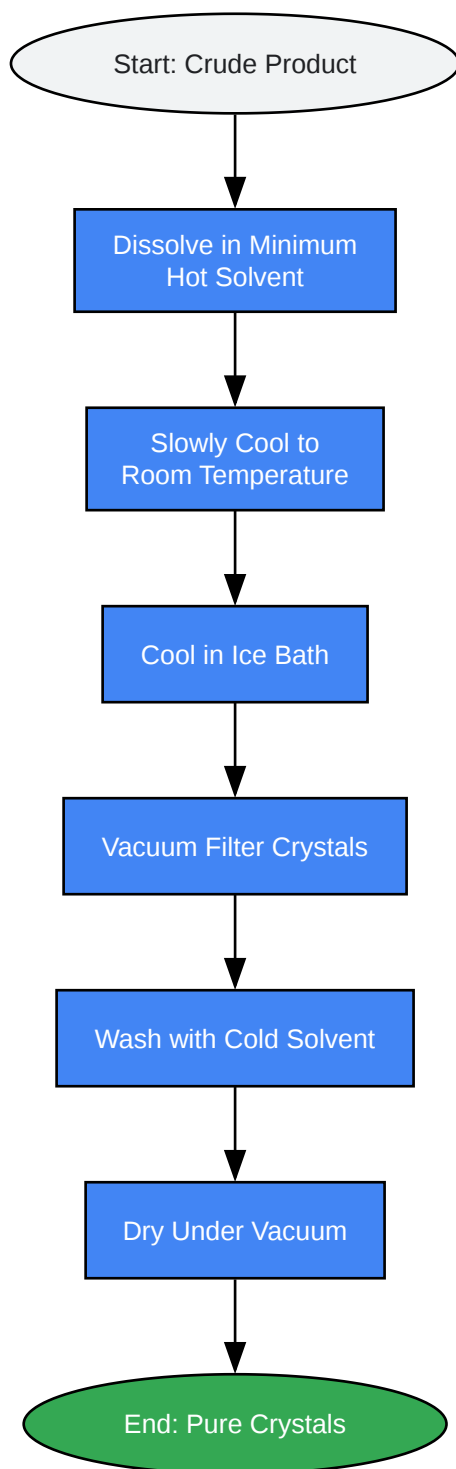 Start: Crude Product
Dissolve in Minimum
Hot Solvent
Slowly Cool to
Room Temperature
Cool in Ice Bath
Vacuum Filter Crystals
Wash with Cold Solvent
Dry Under Vacuum
End: Pure Crystals